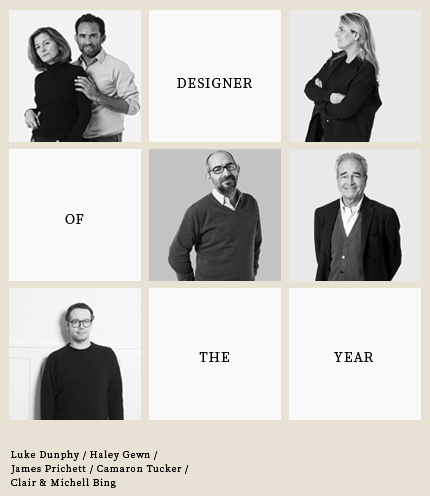 DESIGNER
OF
THE
YEAR
Luke Dunphy / Haley Gewn /
James Prichett / Camaron Tucker /
Clair & Michell Bing